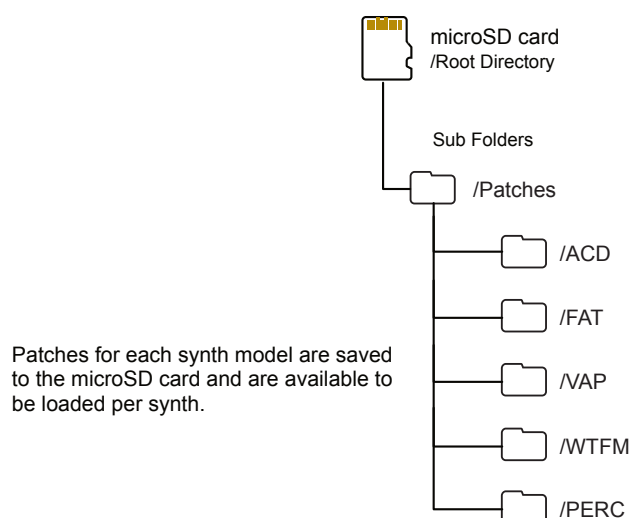 microSD card
/Root Directory
Sub Folders
/Patches
/ACD
/FAT
Patches for each synth model are saved
to the microSD card and are available to
be loaded per synth.
/VAP
/WTFM
/PERC